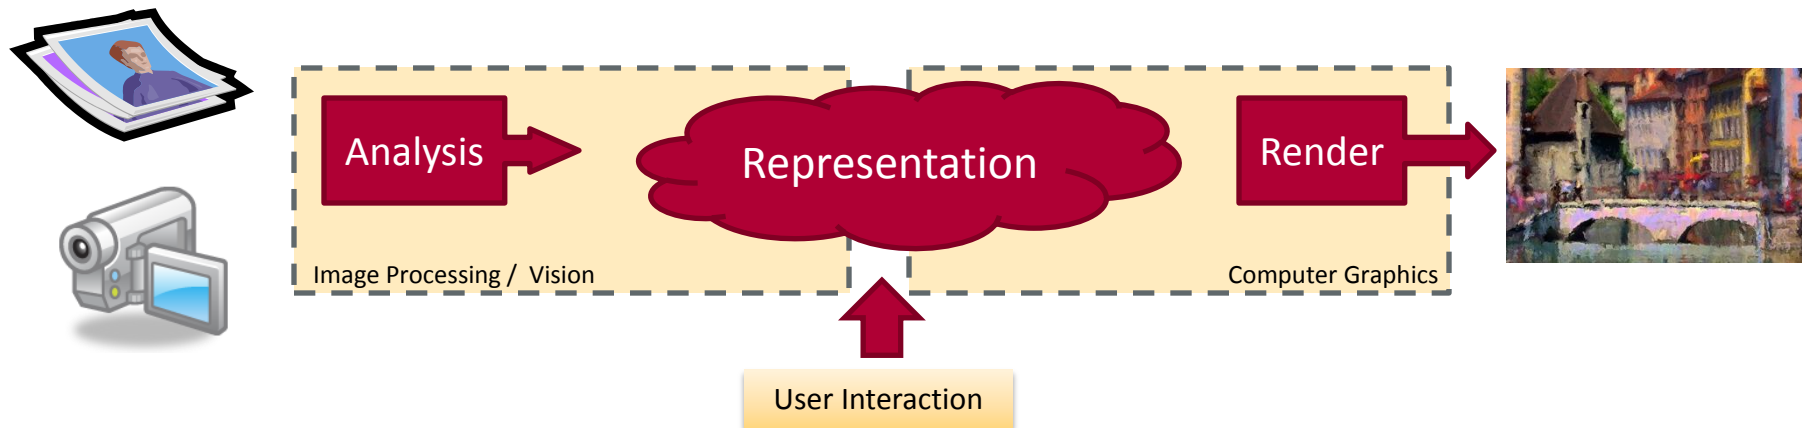 Analysis
Representation
Render
Image Processing / Vision
Computer Graphics
User Interaction